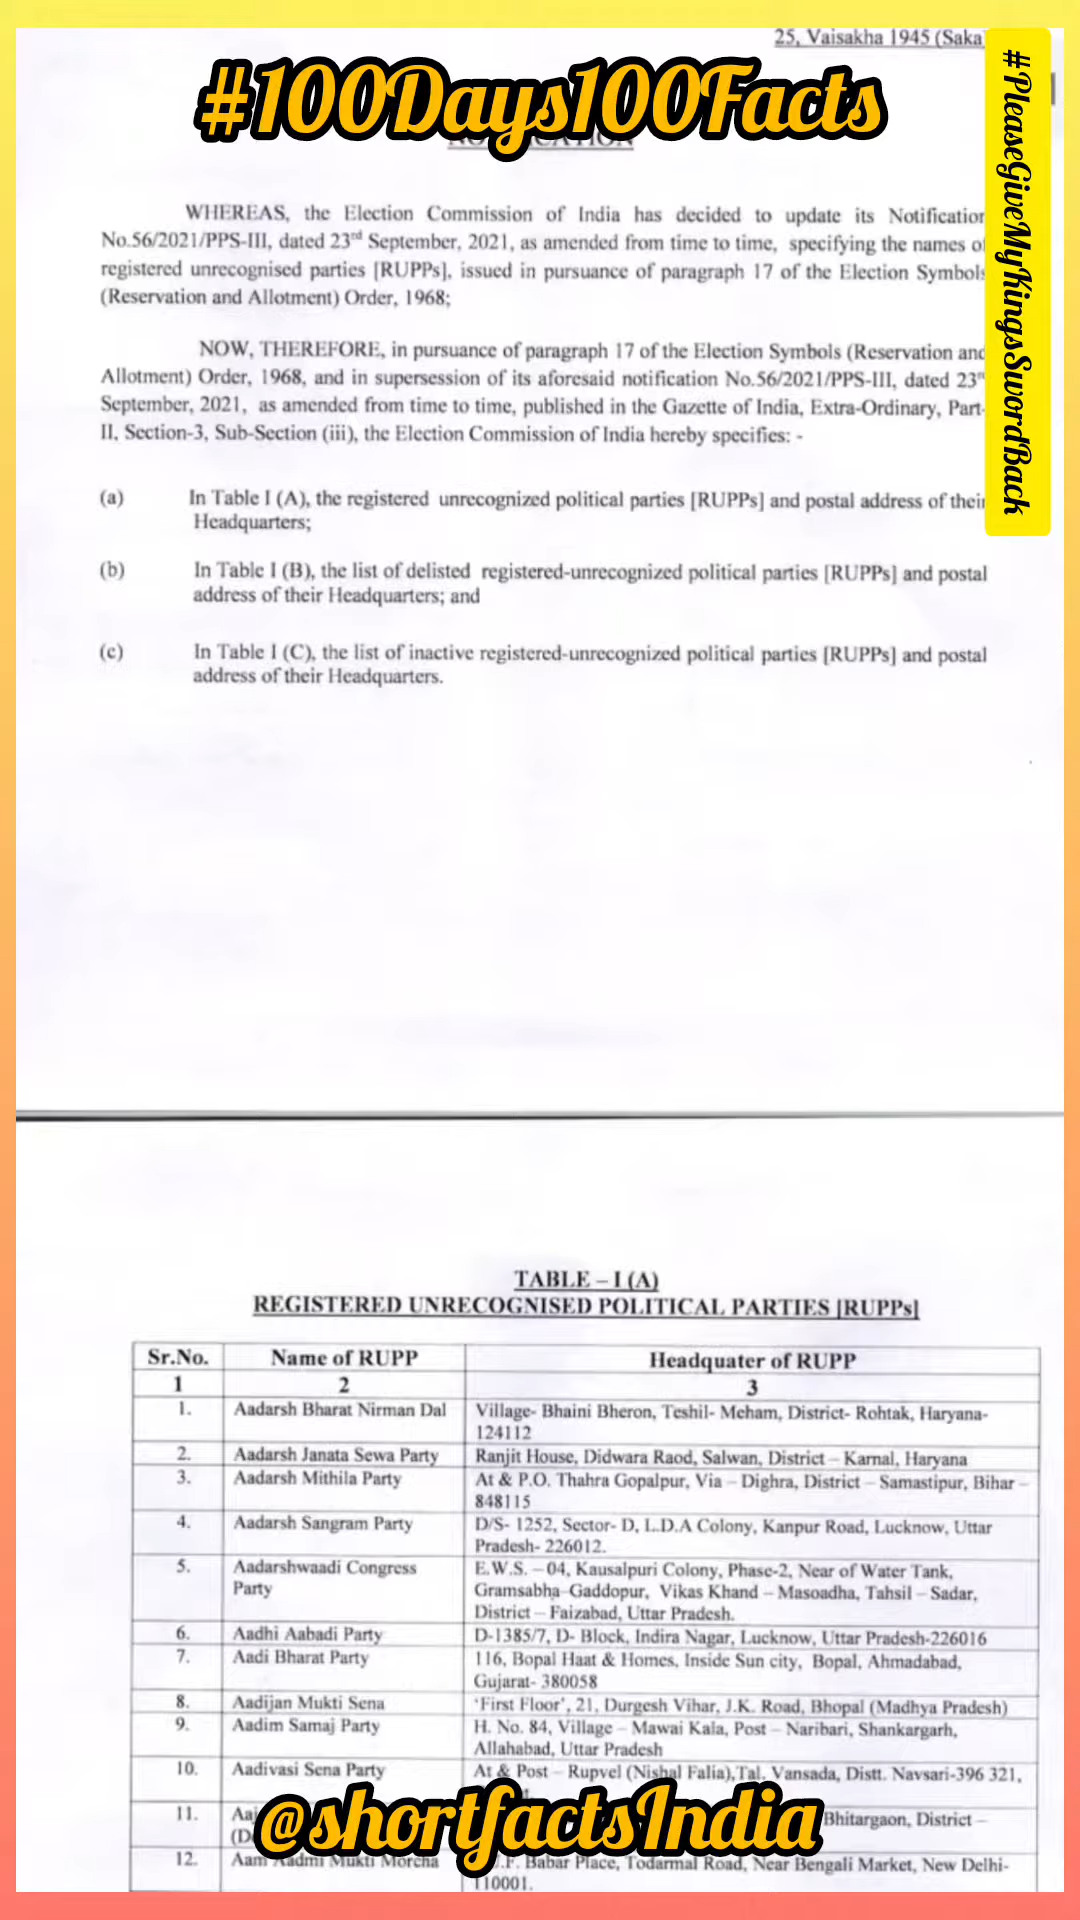 25, Vaisakha 1945 (Saka
#100Days100Facts
#PleaseGiveMyKingsSwordBack
WHEREAS, the Election Commission of India has decided to update its Notification
No.56/2021/PPS-III, dated 23rd September, 2021, as amended from time to time, specifying the names of
registered unrecognised parties [RUPPs], issued in pursuance of paragraph 17 of the Election Symbols
(Reservation and Allotment) Order, 1968;
NOW, THEREFORE, in pursuance of paragraph 17 of the Election Symbols (Reservation and
Allotment) Order, 1968, and in supersession of its aforesaid notification No.56/2021/PPS-III, dated 23rd
September, 2021, as amended from time to time, published in the Gazette of India, Extra-Ordinary, Part-
II, Section-3, Sub-Section (iii), the Election Commission of India hereby specifies: -
(a) In Table I (A), the registered unrecognized political parties [RUPPs] and postal address of their
Headquarters;
(b) In Table I (B), the list of delisted registered-unrecognized political parties [RUPPs] and postal
address of their Headquarters; and
(c) In Table I (C), the list of inactive registered-unrecognized political parties [RUPPs] and postal
address of their Headquarters.
TABLE – I (A)
REGISTERED UNRECOGNISED POLITICAL PARTIES [RUPPs]
Sr.No. Name of RUPP Headquater of RUPP
1 2 3
1. Aadarsh Bharat Nirman Dal Village- Bhaini Bheron, Teshil- Meham, District- Rohtak, Haryana-
124112
2. Aadarsh Janata Sewa Party Ranjit House, Didwara Raod, Salwan, District – Karnal, Haryana
3. Aadarsh Mithila Party At & P.O. Thahra Gopalpur, Via – Dighra, District – Samastipur, Bihar –
848115
4. Aadarsh Sangram Party D/S- 1252, Sector- D, L.D.A Colony, Kanpur Road, Lucknow, Uttar
Pradesh- 226012.
5. Aadarshwaadi Congress E.W.S. – 04, Kausalpuri Colony, Phase-2, Near of Water Tank,
Party Gramsabha–Gaddopur, Vikas Khand – Masoadha, Tahsil – Sadar,
District – Faizabad, Uttar Pradesh.
6. Aadhi Aabadi Party D-1385/7, D- Block, Indira Nagar, Lucknow, Uttar Pradesh-226016
7. Aadi Bharat Party 116, Bopal Haat & Homes, Inside Sun city, Bopal, Ahmadabad,
Gujarat- 380058
8. Aadijan Mukti Sena 'First Floor', 21, Durgesh Vihar, J.K. Road, Bhopal (Madhya Pradesh)
9. Aadim Samaj Party H. No. 84, Village – Mawai Kala, Post – Naribari, Shankargarh,
Allahabad, Uttar Pradesh
10. Aadivasi Sena Party At & Post – Rupvel (Nishal Falia),Tal. Vansada, Distt. Navsari-396 321,
11. Bhitargaon, District –
@shortfactsIndia
12. Aam Aadmi Mukti Morcha Babar Place, Todarmal Road, Near Bengali Market, New Delhi-
110001.